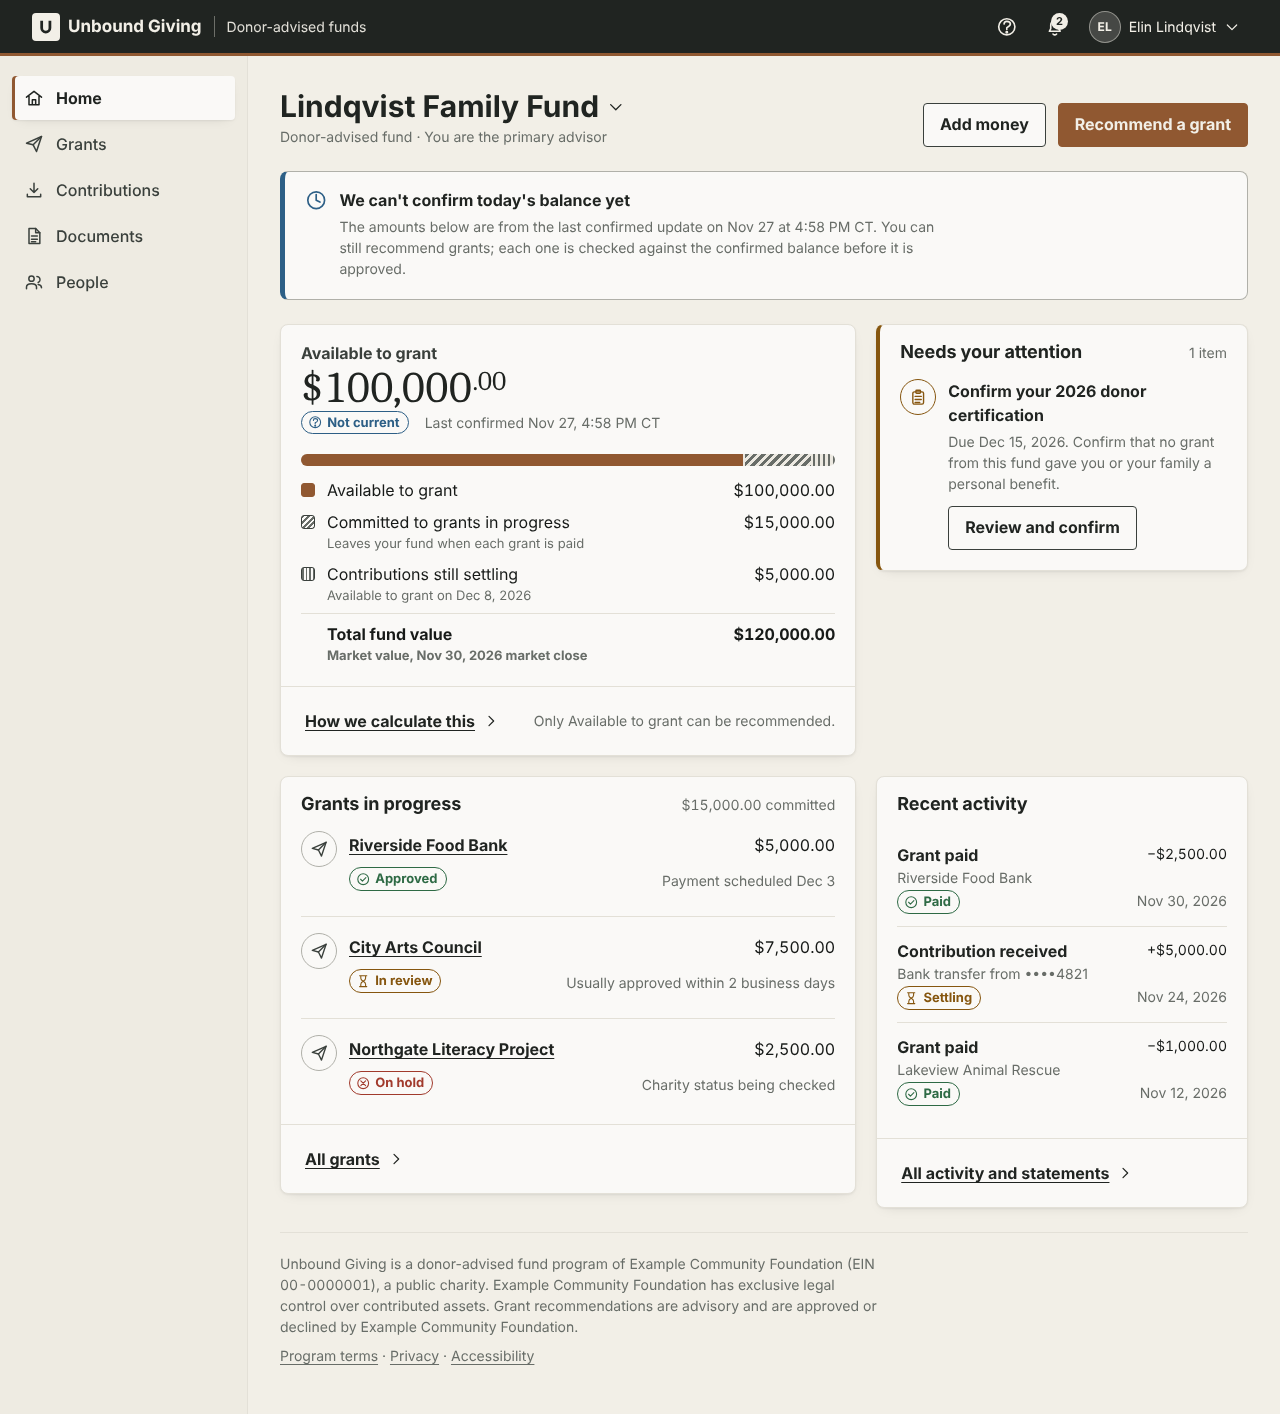 U Unbound Giving Donor-advised funds 2 EL Elin Lindqvist
Home
Grants
Contributions
Documents
People
Lindqvist Family Fund
Donor-advised fund · You are the primary advisor
Add money Recommend a grant
We can't confirm today's balance yet
The amounts below are from the last confirmed update on Nov 27 at 4:58 PM CT. You can
still recommend grants; each one is checked against the confirmed balance before it is
approved.
Available to grant
$100,000.00
Not current Last confirmed Nov 27, 4:58 PM CT
Available to grant $100,000.00
Committed to grants in progress $15,000.00
Leaves your fund when each grant is paid
Contributions still settling $5,000.00
Available to grant on Dec 8, 2026
Total fund value $120,000.00
Market value, Nov 30, 2026 market close
How we calculate this Only Available to grant can be recommended.
Needs your attention 1 item
Confirm your 2026 donor
certification
Due Dec 15, 2026. Confirm that no grant
from this fund gave you or your family a
personal benefit.
Review and confirm
Grants in progress $15,000.00 committed
Riverside Food Bank $5,000.00
Approved Payment scheduled Dec 3
City Arts Council $7,500.00
In review Usually approved within 2 business days
Northgate Literacy Project $2,500.00
On hold Charity status being checked
All grants
Recent activity
Grant paid −$2,500.00
Riverside Food Bank
Paid Nov 30, 2026
Contribution received +$5,000.00
Bank transfer from ••••4821
Settling Nov 24, 2026
Grant paid −$1,000.00
Lakeview Animal Rescue
Paid Nov 12, 2026
All activity and statements
Unbound Giving is a donor-advised fund program of Example Community Foundation (EIN
00-0000001), a public charity. Example Community Foundation has exclusive legal
control over contributed assets. Grant recommendations are advisory and are approved or
declined by Example Community Foundation.
Program terms · Privacy · Accessibility